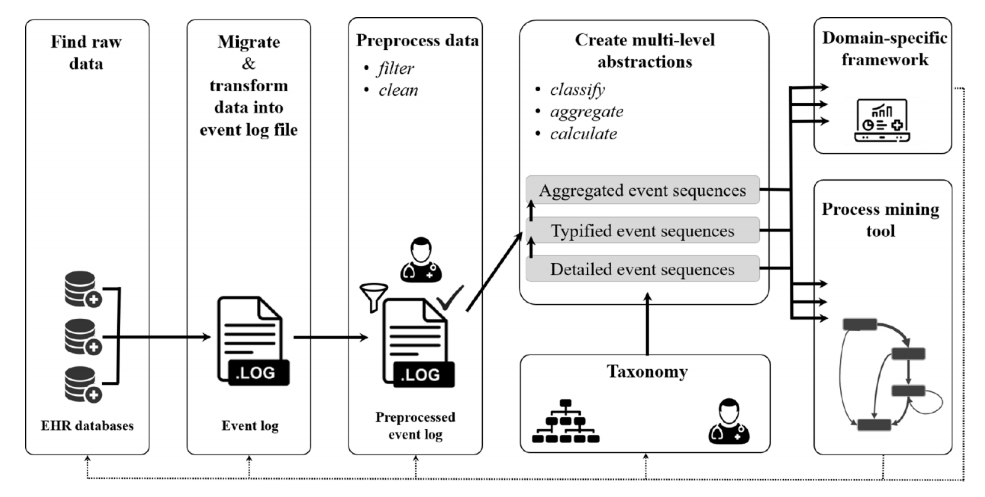 Find raw
data
EHR databases
Migrate
&
transform
data into
event log file
.LOG
Event log
Preprocess data
• filter
• clean
.LOG
Preprocessed
event log
Create multi-level
abstractions
• classify
• aggregate
• calculate
Aggregated event sequences
Typified event sequences
Detailed event sequences
Taxonomy
Domain-specific
framework
Process mining
tool